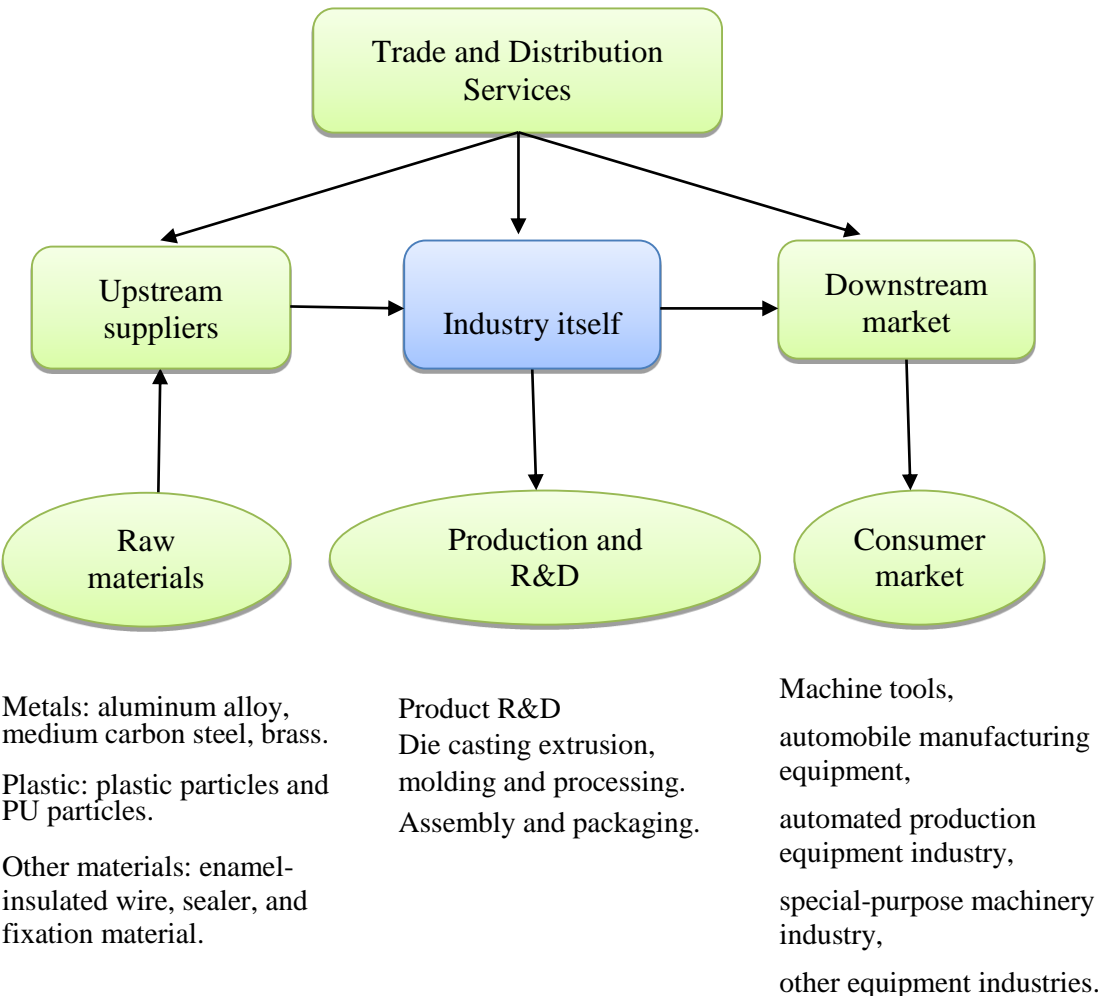 Trade and Distribution
Services
Upstream
suppliers
Industry itself
Downstream
market
Raw
materials
Production and
R&D
Consumer
market
Metals: aluminum alloy,
medium carbon steel, brass.
Plastic: plastic particles and
PU particles.
Other materials: enamel-
insulated wire, sealer, and
fixation material.
Product R&D
Die casting extrusion,
molding and processing.
Assembly and packaging.
Machine tools,
automobile manufacturing
equipment,
automated production
equipment industry,
special-purpose machinery
industry,
other equipment industries.